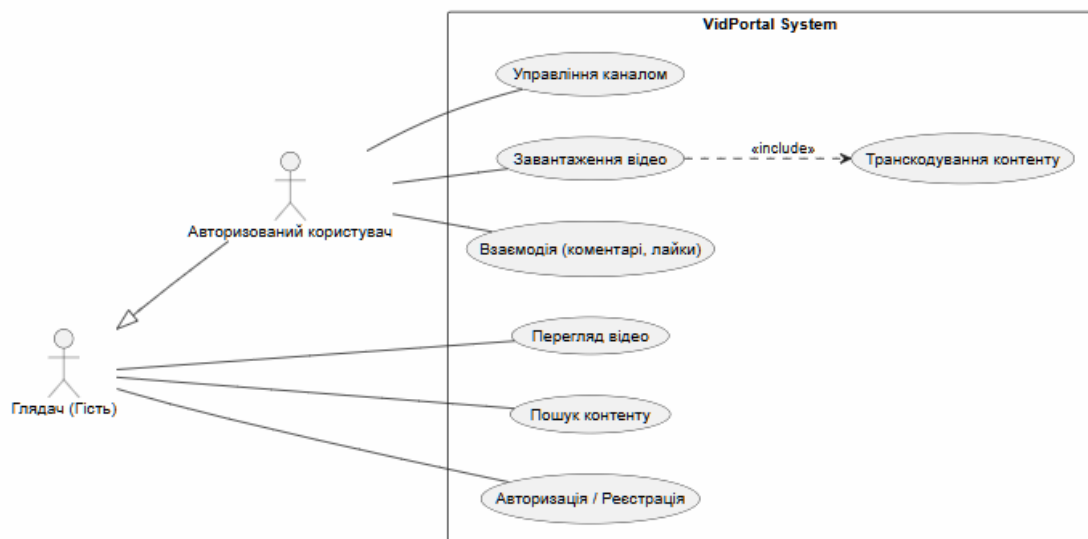 VidPortal System
Управління каналом
Завантаження відео
«include»
Транскодування контенту
Авторизований користувач
Взаємодія (коментарі, лайки)
Перегляд відео
Глядач (Гість)
Пошук контенту
Авторизація / Реєстрація